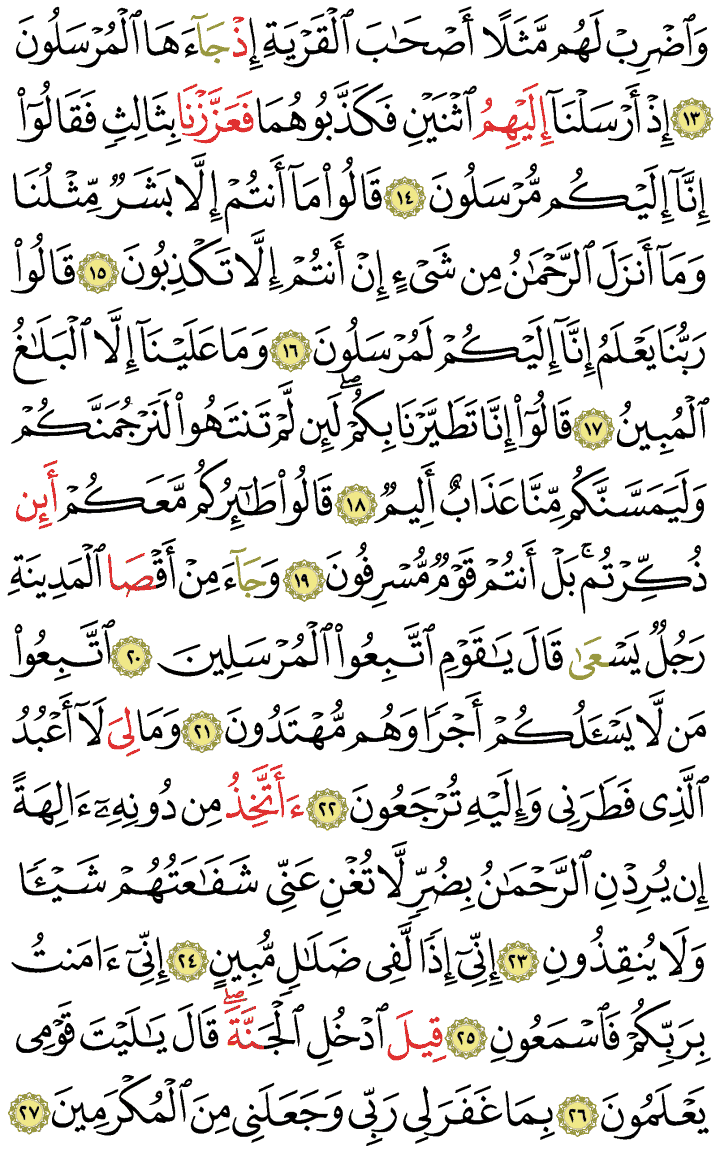 وَٱضْرِبْ لَهُم مَّثَلًا أَصْحَٰبَ ٱلْقَرْيَةِ إِذْ جَآءَهَا ٱلْمُرْسَلُونَ
١٣ إِذْ أَرْسَلْنَآ إِلَيْهِمُ ٱثْنَيْنِ فَكَذَّبُوهُمَا فَعَزَّزْنَا بِثَالِثٍ فَقَالُوٓا۟
إِنَّآ إِلَيْكُم مُّرْسَلُونَ ١٤ قَالُوا۟ مَآ أَنتُمْ إِلَّا بَشَرٌ مِّثْلُنَا
وَمَآ أَنزَلَ ٱلرَّحْمَٰنُ مِن شَىْءٍ إِنْ أَنتُمْ إِلَّا تَكْذِبُونَ ١٥ قَالُوا۟
رَبُّنَا يَعْلَمُ إِنَّآ إِلَيْكُمْ لَمُرْسَلُونَ ١٦ وَمَا عَلَيْنَآ إِلَّا ٱلْبَلَٰغُ
ٱلْمُبِينُ ١٧ قَالُوٓا۟ إِنَّا تَطَيَّرْنَا بِكُمْ ۖ لَئِن لَّمْ تَنتَهُوا۟ لَنَرْجُمَنَّكُمْ
وَلَيَمَسَّنَّكُم مِّنَّا عَذَابٌ أَلِيمٌ ١٨ قَالُوا۟ طَٰٓئِرُكُم مَّعَكُمْ أَئِن
ذُكِّرْتُم ۚ بَلْ أَنتُمْ قَوْمٌ مُّسْرِفُونَ ١٩ وَجَآءَ مِنْ أَقْصَا ٱلْمَدِينَةِ
رَجُلٌ يَسْعَىٰ قَالَ يَٰقَوْمِ ٱتَّبِعُوا۟ ٱلْمُرْسَلِينَ ٢٠ ٱتَّبِعُوا۟
مَن لَّا يَسْـَٔلُكُمْ أَجْرًا وَهُم مُّهْتَدُونَ ٢١ وَمَا لِىَ لَآ أَعْبُدُ
ٱلَّذِى فَطَرَنِى وَإِلَيْهِ تُرْجَعُونَ ٢٢ ءَأَتَّخِذُ مِن دُونِهِۦٓ ءَالِهَةً
إِن يُرِدْنِ ٱلرَّحْمَٰنُ بِضُرٍّ لَّا تُغْنِ عَنِّى شَفَٰعَتُهُمْ شَيْـًٔا
وَلَا يُنقِذُونِ ٢٣ إِنِّىٓ إِذًا لَّفِى ضَلَٰلٍ مُّبِينٍ ٢٤ إِنِّىٓ ءَامَنتُ
بِرَبِّكُمْ فَٱسْمَعُونِ ٢٥ قِيلَ ٱدْخُلِ ٱلْجَنَّةَ ۖ قَالَ يَٰلَيْتَ قَوْمِى
يَعْلَمُونَ ٢٦ بِمَا غَفَرَ لِى رَبِّى وَجَعَلَنِى مِنَ ٱلْمُكْرَمِينَ ٢٧